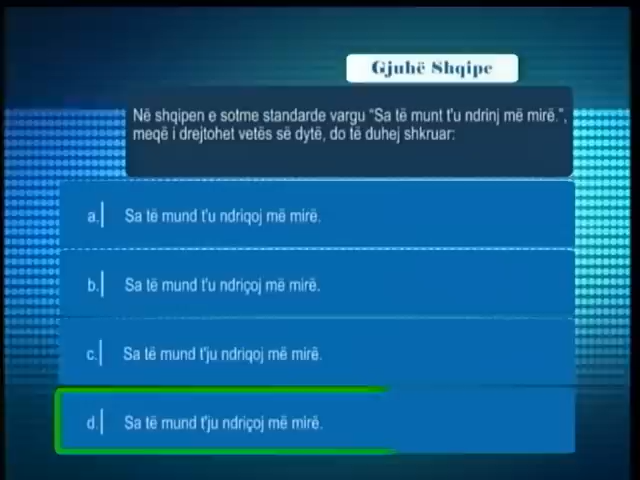 Gjuhë Shqipe
Në shqipen e sotme standarde vargu “Sa të munt t'u ndrinj më mirë.”,
meqë i drejtohet vetës së dytë, do të duhej shkruar:
a. Sa të mund t'u ndriqoj më mirë.
b. Sa të mund t'u ndriçoj më mirë.
c. Sa të mund t'ju ndriqoj më mirë.
d. Sa të mund t'ju ndriçoj më mirë.